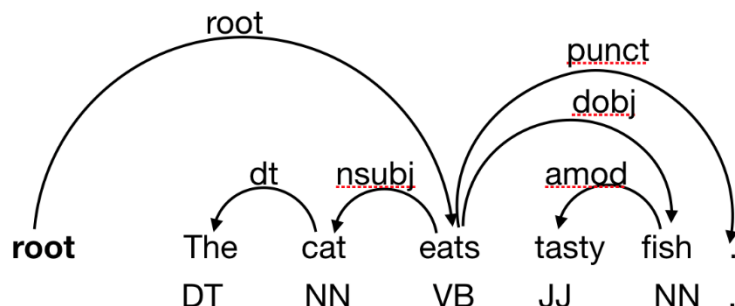 root
punct
dobj
dt nsubj amod
root The cat eats tasty fish .
DT NN VB JJ NN .